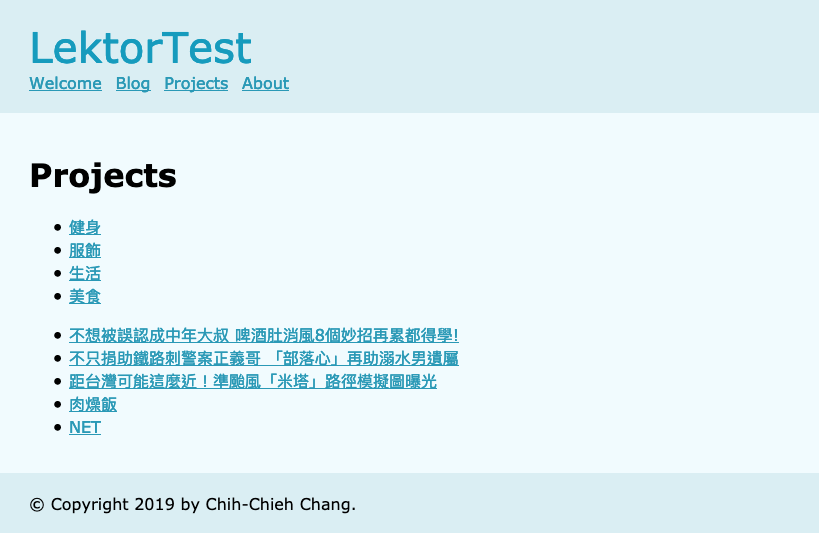 LektorTest
Welcome Blog Projects About
Projects
健身
服飾
生活
美食
不想被誤認成中年大叔 啤酒肚消風8個妙招再累都得學!
不只捐助鐵路刺警案正義哥 「部落心」再助溺水男遺屬
距台灣可能這麼近！準颱風「米塔」路徑模擬圖曝光
肉燥飯
NET
© Copyright 2019 by Chih-Chieh Chang.